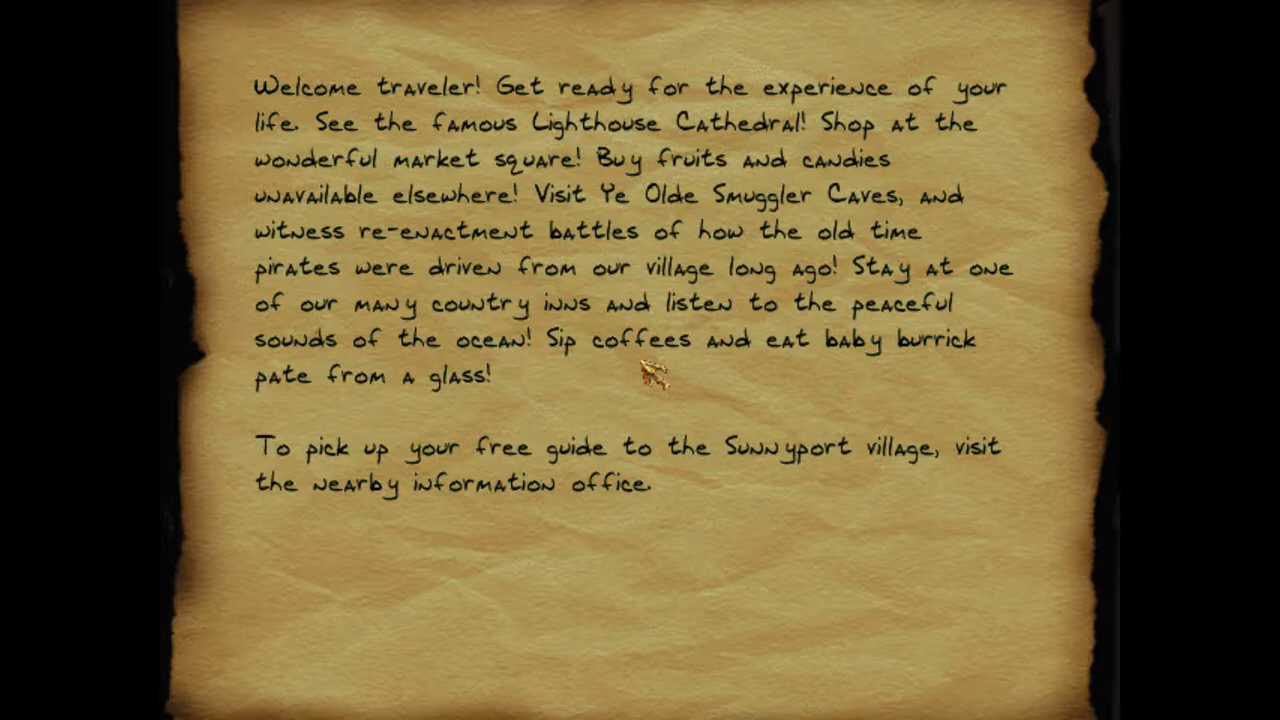 Welcome traveler! Get ready for the experience of your
life. See the famous Lighthouse Cathedral! Shop at the
wonderful market square! Buy fruits and candies
unavailable elsewhere! Visit Ye Olde Smuggler Caves, and
witness re-enactment battles of how the old time
pirates were driven from our village long ago! Stay at one
of our many country inns and listen to the peaceful
sounds of the ocean! Sip coffees and eat baby burrick
pate from a glass!
To pick up your free guide to the Sunnyport village, visit
the nearby information office.